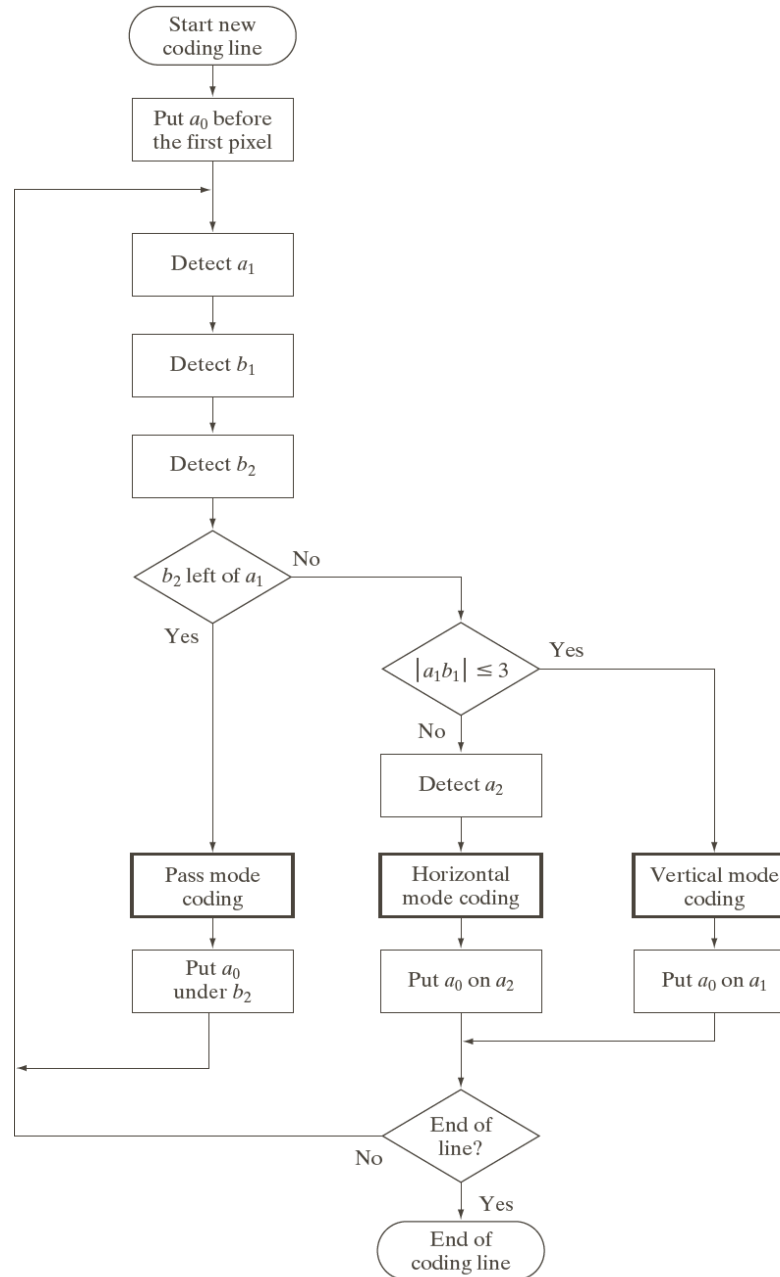 Start new
coding line
Put a₀ before
the first pixel
Detect a₁
Detect b₁
Detect b₂
b₂ left of a₁
No
Yes
|a₁b₁| ≤ 3
Yes
No
Detect a₂
Pass mode
coding
Horizontal
mode coding
Vertical mode
coding
Put a₀
under b₂
Put a₀ on a₂
Put a₀ on a₁
End of
line?
No
Yes
End of
coding line